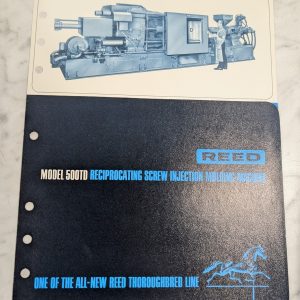 REED
MODEL 500TD RECIPROCATING SCREW INJECTION MOLDING MACHINE
ONE OF THE ALL-NEW REED THOROUGHBRED LINE